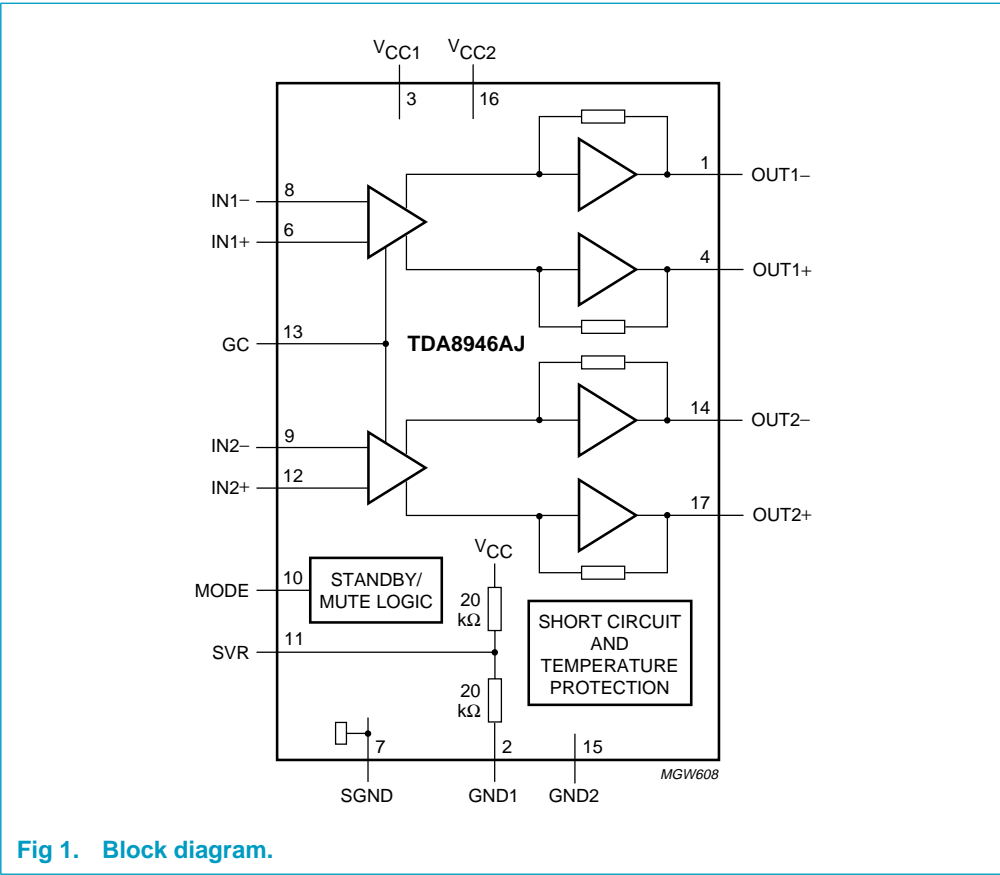 VCC1
VCC2
3
16
1
OUT1−
8
IN1−
6
IN1+
4
OUT1+
13
GC
TDA8946AJ
14
OUT2−
9
IN2−
12
IN2+
17
OUT2+
VCC
10
MODE
STANDBY/
MUTE LOGIC
20
kΩ
SHORT CIRCUIT
AND
TEMPERATURE
PROTECTION
11
SVR
20
kΩ
7
2
15
MGW608
SGND
GND1
GND2
Fig 1. Block diagram.